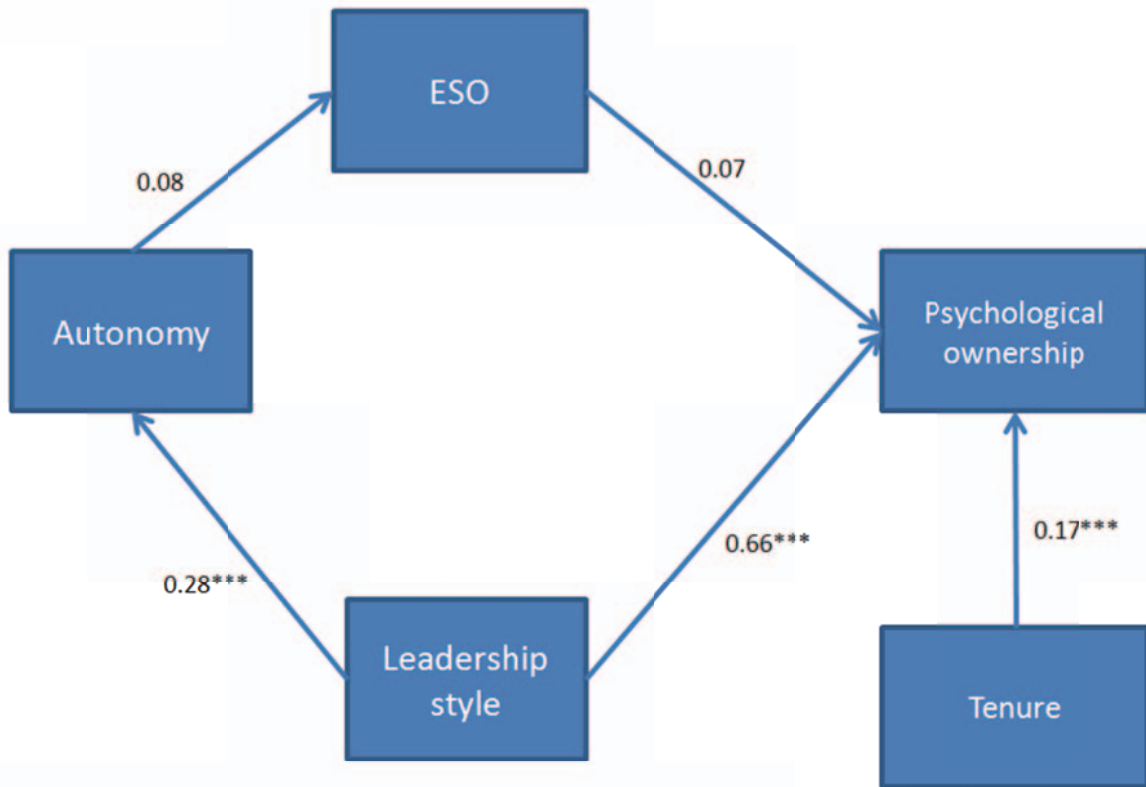 ESO
0.08
0.07
Autonomy
Psychological
ownership
0.28***
0.66***
0.17***
Leadership
style
Tenure